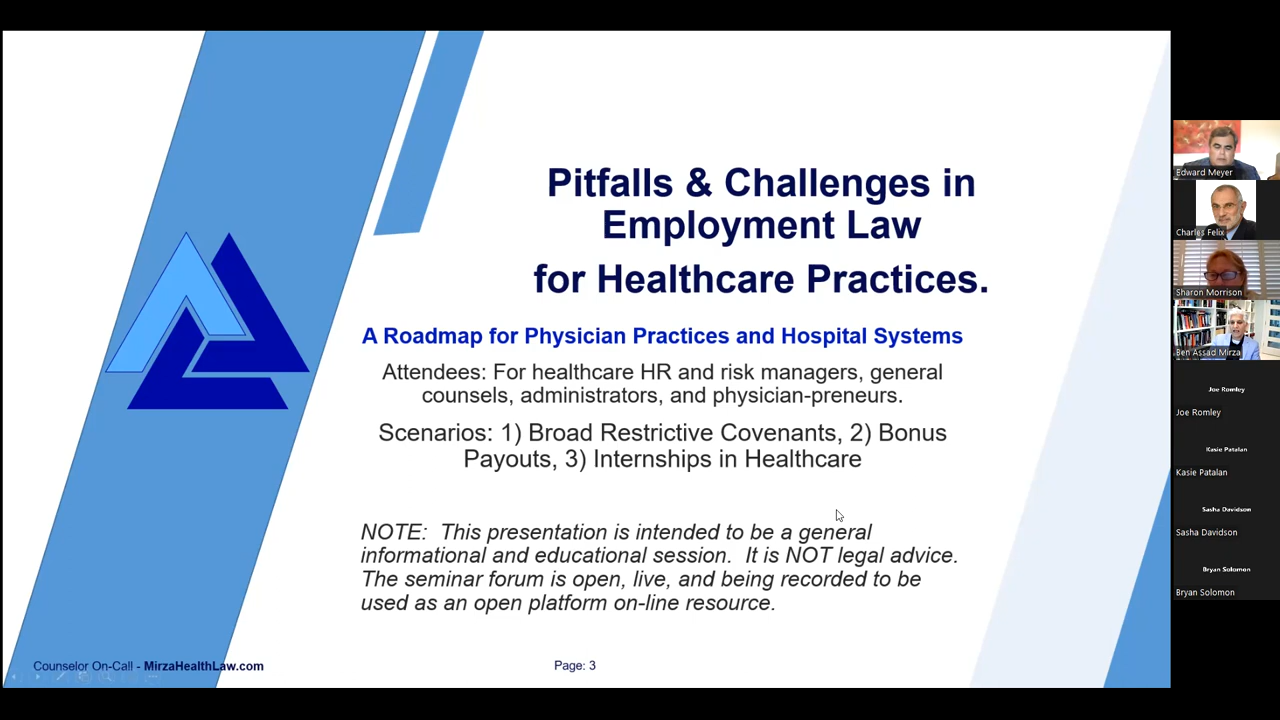 Pitfalls & Challenges in
Employment Law
for Healthcare Practices.
A Roadmap for Physician Practices and Hospital Systems
Attendees: For healthcare HR and risk managers, general
counsels, administrators, and physician-preneurs.
Scenarios: 1) Broad Restrictive Covenants, 2) Bonus
Payouts, 3) Internships in Healthcare
NOTE: This presentation is intended to be a general
informational and educational session. It is NOT legal advice.
The seminar forum is open, live, and being recorded to be
used as an open platform on-line resource.
Counselor On-Call - MirzaHealthLaw.com
Page: 3
Edward Meyer
Charles Felix
Sharon Morrison
Ben Assad Mirza
Joe Romley
Joe Romley
Kasie Patalan
Kasie Patalan
Sasha Davidson
Sasha Davidson
Bryan Solomon
Bryan Solomon